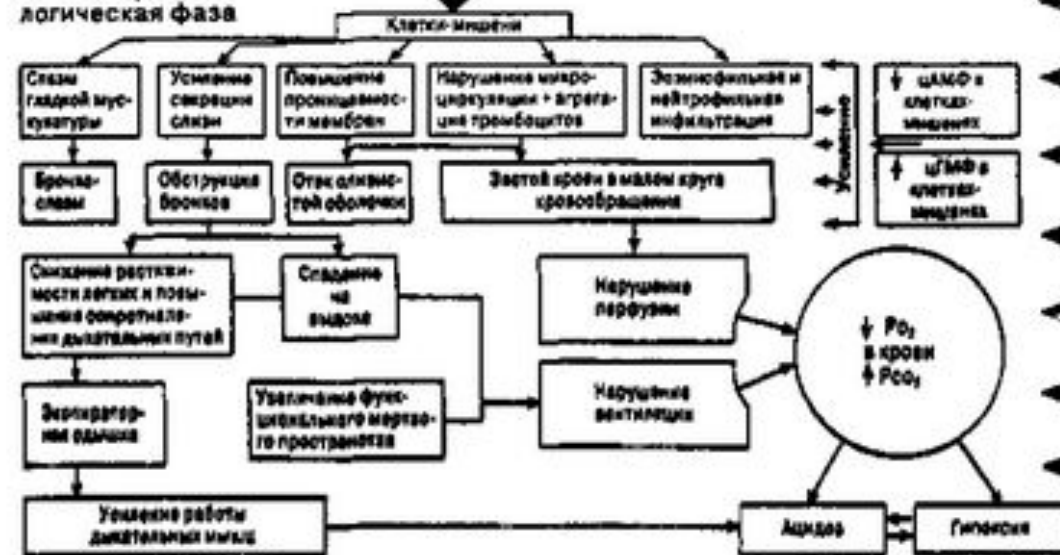 логическая фаза
Клетки-мишени
Спазм
гладкой мус-
кулатуры
Усиление
секреции
слизи
Повышение
проницаемос-
ти мембран
Нарушение микро-
циркуляции + агрега-
ция тромбоцитов
Эозинофильная и
нейтрофильная
инфильтрация
Усиление
↓ цАМФ в
клетках-
мишенях
↑ цГМФ в
клетках-
мишенях
Бронхо-
спазм
Обструкция
бронхов
Отек слизис-
той оболочки
Застой крови в малом круге
кровообращения
Снижение растяжи-
мости легких и повы-
шение сопротивле-
ния дыхательных путей
Спадение
на
выдохе
Нарушение
перфузии
↓ Po₂
в крови
↑ Pco₂
Экспиратор-
ная одышка
Увеличение функ-
ционального мертво-
го пространства
Нарушение
вентиляции
Усиление работы
дыхательных мышц
Ацидоз
Гипоксия